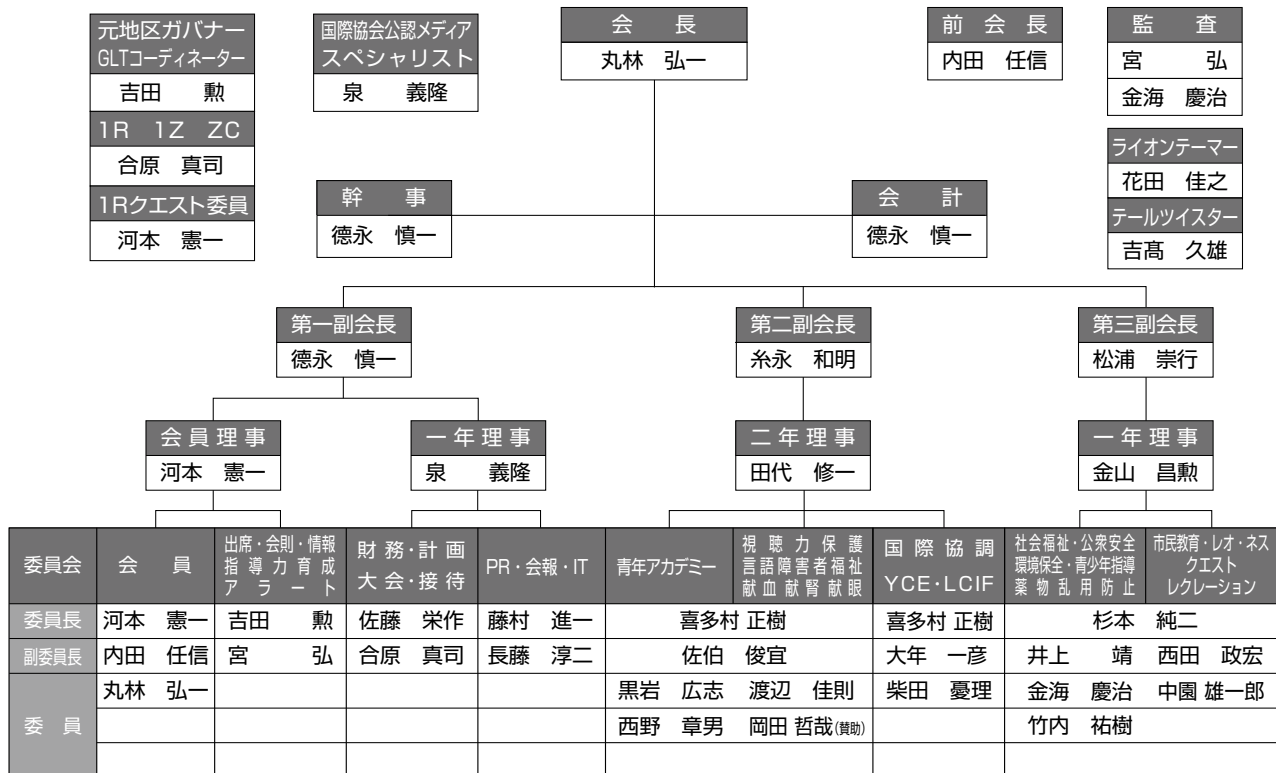 元地区ガバナー
GLTコーディネーター
吉田　勲
1R　1Z　ZC
合原　真司
1Rクエスト委員
河本　憲一
国際協会公認メディア
スペシャリスト
泉　義隆
会　長
丸林　弘一
前　会　長
内田　任信
監　査
宮　弘
金海　慶治
ライオンテーマー
花田　佳之
テールツイスター
吉髙　久雄
幹　事
德永　慎一
会　計
德永　慎一
第一副会長
德永　慎一
第二副会長
糸永　和明
第三副会長
松浦　崇行
会員理事
河本　憲一
一年理事
泉　義隆
二年理事
田代　修一
一年理事
金山　昌勲
委員会
会　員
出席・会則・情報
指導力育成
アラート
財務・計画
大会・接待
PR・会報・IT
青年アカデミー
視聴力保護
言語障害者福祉
献血献腎献眼
国際協調
YCE・LCIF
社会福祉・公衆安全
環境保全・青少年指導
薬物乱用防止
市民教育・レオ・ネス
クエスト
レクレーション
委員長
河本　憲一
吉田　勲
佐藤　栄作
藤村　進一
喜多村 正樹
喜多村 正樹
杉本　純二
副委員長
内田　任信
宮　弘
合原　真司
長藤　淳二
佐伯　俊宜
大年　一彦
井上　靖
西田　政宏
委　員
丸林　弘一
黒岩　広志
渡辺　佳則
柴田　憂理
金海　慶治
中園 雄一郎
西野　章男
岡田 哲哉(賛助)
竹内　祐樹